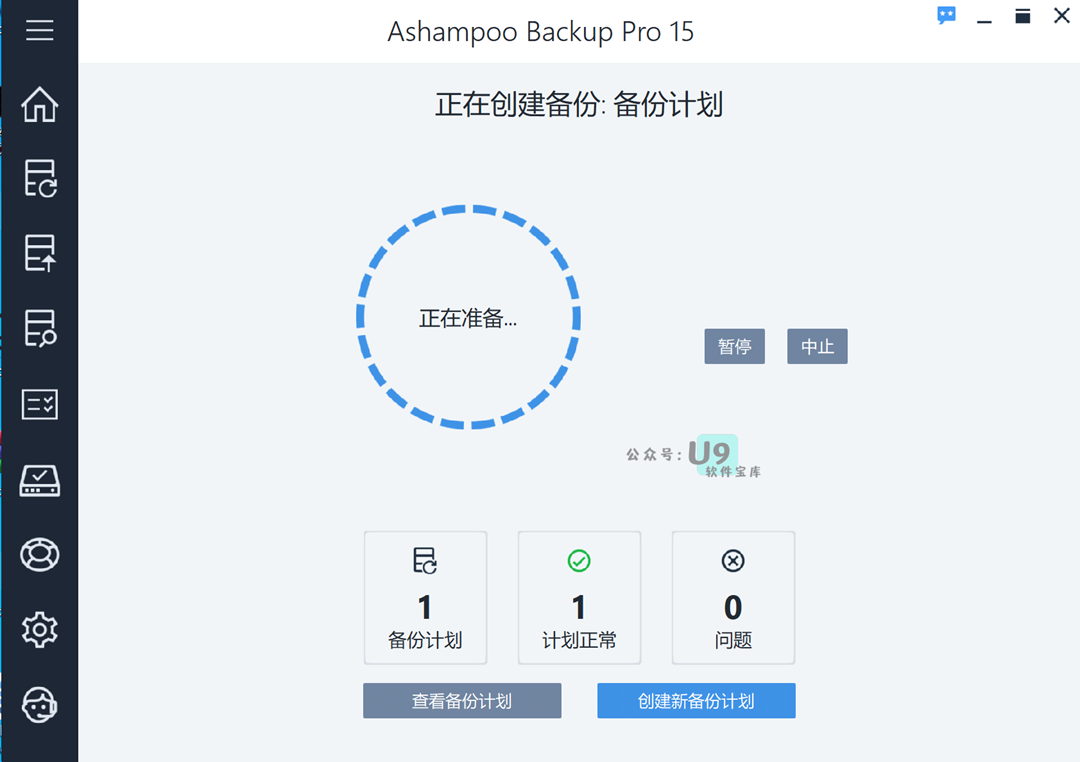 Ashampoo Backup Pro 15
正在创建备份: 备份计划
正在准备...
暂停
中止
公众号: U9
软件宝库
1
备份计划
1
计划正常
0
问题
查看备份计划
创建新备份计划